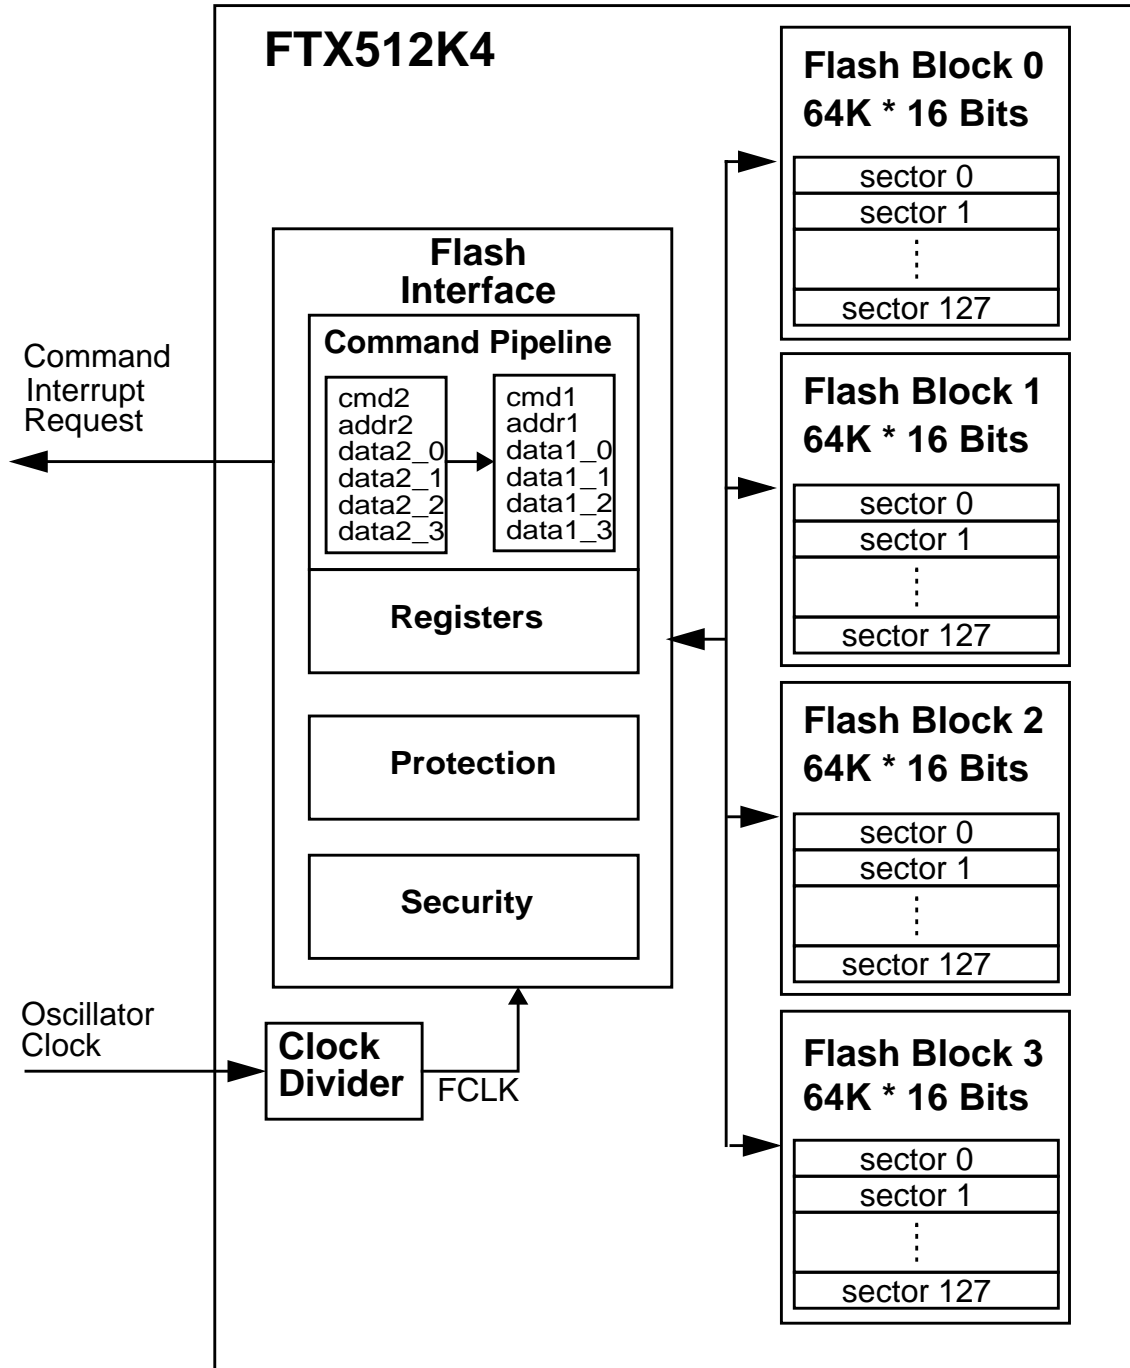 FTX512K4
Flash Block 0
64K * 16 Bits
sector 0
sector 1
sector 127
Flash
Interface
Command Pipeline
cmd2
addr2
data2_0
data2_1
data2_2
data2_3
cmd1
addr1
data1_0
data1_1
data1_2
data1_3
Registers
Protection
Security
Command
Interrupt
Request
Flash Block 1
64K * 16 Bits
sector 0
sector 1
sector 127
Flash Block 2
64K * 16 Bits
sector 0
sector 1
sector 127
Oscillator
Clock
Clock
Divider
FCLK
Flash Block 3
64K * 16 Bits
sector 0
sector 1
sector 127